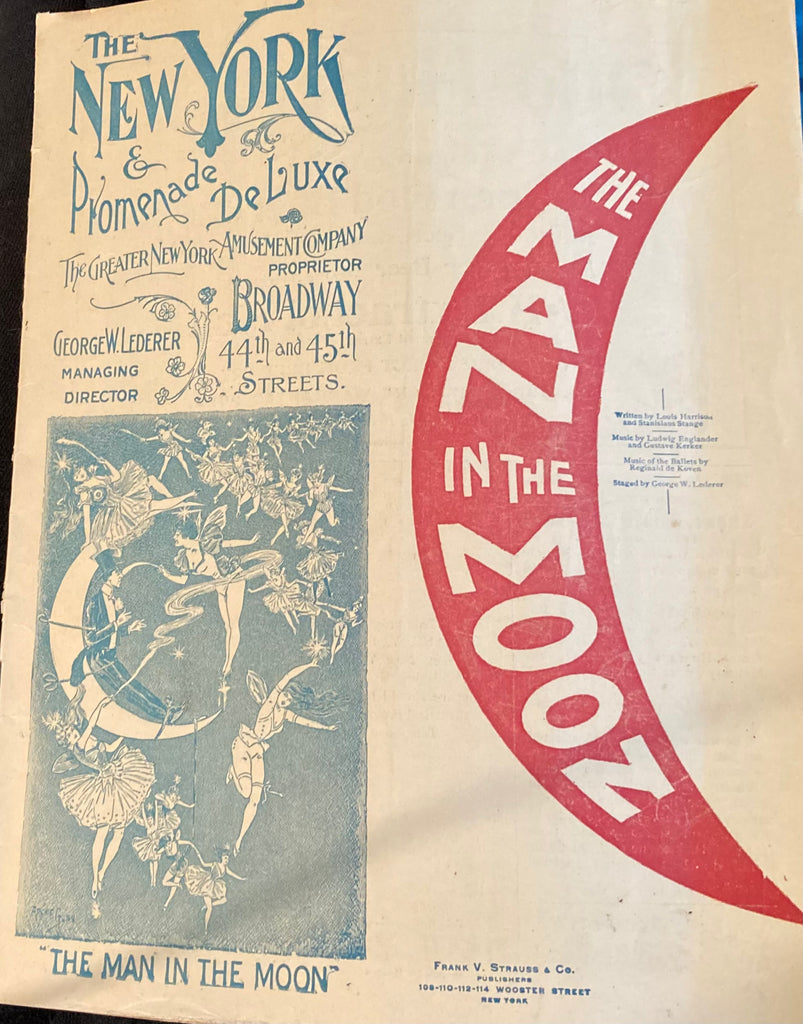 THE
NEW YORK
&
Promenade De Luxe
The GREATER NEW YORK AMUSEMENT COMPANY
PROPRIETOR
BROADWAY
44th and 45th
STREETS.
GEORGE W. LEDERER
MANAGING
DIRECTOR
"THE MAN IN THE MOON"
THE
MAN
IN THE
MOON
Written by Louis Harrison
and Stanislaus Stange
Music by Ludwig Englander
and Gustave Kerker
Music of the Ballets by
Reginald de Koven
Staged by George W. Lederer
FRANK V. STRAUSS & CO.
PUBLISHERS
108-110-112-114 WOOSTER STREET
NEW YORK